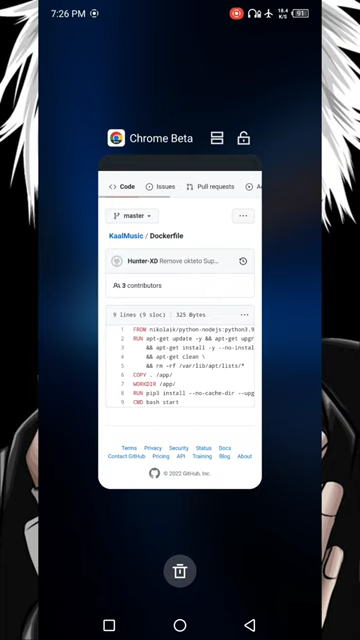 7:26 PM
18.4
K/S
91
Chrome Beta
Code
Issues
Pull requests
master
KaalMusic / Dockerfile
Hunter-XD Remove okteto Sup...
3 contributors
9 lines (9 sloc) 325 Bytes
1 FROM nikolaik/python-nodejs:python3.9
2 RUN apt-get update -y && apt-get upgr
3 && apt-get install -y --no-instal
4 && apt-get clean \
5 && rm -rf /var/lib/apt/lists/*
6 COPY . /app/
7 WORKDIR /app/
8 RUN pip3 install --no-cache-dir --upg
9 CMD bash start
Terms Privacy Security Status Docs
Contact GitHub Pricing API Training Blog About
© 2022 GitHub, Inc.